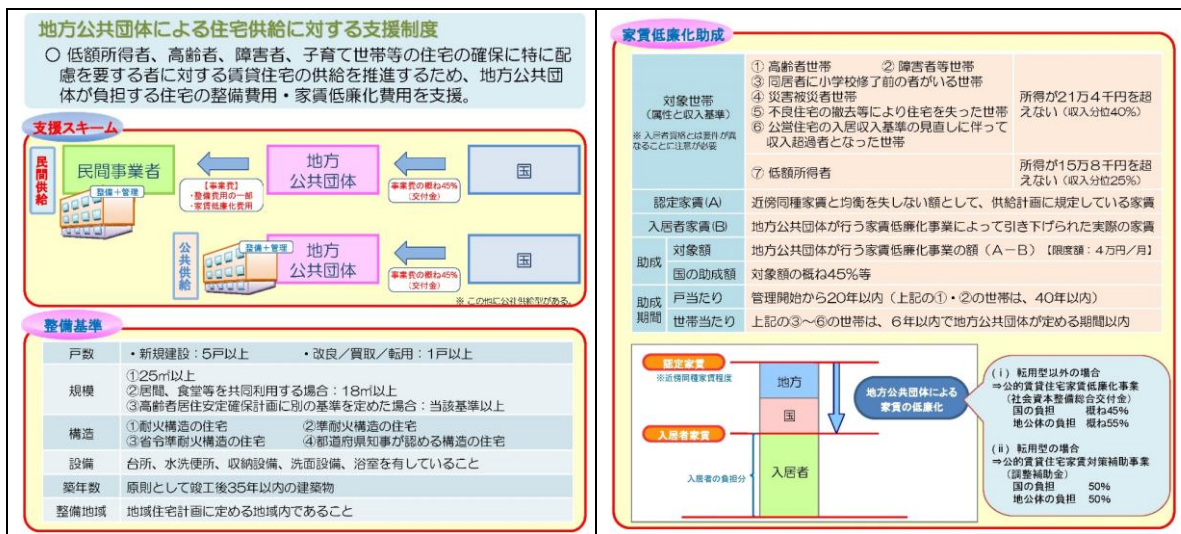 地方公共団体による住宅供給に対する支援制度
○ 低額所得者、高齢者、障害者、子育て世帯等の住宅の確保に特に配
慮を要する者に対する賃貸住宅の供給を推進するため、地方公共団
体が負担する住宅の整備費用・家賃低廉化費用を支援。
支援スキーム
民間供給
民間事業者
整備+管理
【事業費】
・整備費用の一部
・家賃低廉化費用
地方
公共団体
事業費の概ね45%
(交付金)
国
公共供給
整備+管理
地方
公共団体
事業費の概ね45%
(交付金)
国
※ この他に公社供給型がある。
整備基準
戸数
・新規建設:5戸以上 ・改良/買取/転用:1戸以上
規模
①25㎡以上
②居間、食堂等を共同利用する場合:18㎡以上
③高齢者居住安定確保計画に別の基準を定めた場合:当該基準以上
構造
①耐火構造の住宅 ②準耐火構造の住宅
③省令準耐火構造の住宅 ④都道府県知事が認める構造の住宅
設備
台所、水洗便所、収納設備、洗面設備、浴室を有していること
築年数
原則として竣工後35年以内の建築物
整備地域
地域住宅計画に定める地域内であること
家賃低廉化助成
対象世帯
(属性と収入基準)
※ 入居者資格とは要件が異
なることに注意が必要
① 高齢者世帯 ② 障害者等世帯
③ 同居者に小学校修了前の者がいる世帯
④ 災害被災者世帯
⑤ 不良住宅の撤去等により住宅を失った世帯
⑥ 公営住宅の入居収入基準の見直しに伴って
収入超過者となった世帯
所得が21万4千円を超
えない(収入分位40%)
⑦ 低額所得者
所得が15万8千円を超
えない(収入分位25%)
認定家賃(A)
近傍同種家賃と均衡を失しない額として、供給計画に規定している家賃
入居者家賃(B)
地方公共団体が行う家賃低廉化事業によって引き下げられた実際の家賃
助成
対象額
地方公共団体が行う家賃低廉化事業の額(A-B)【限度額:4万円/月】
国の助成額
対象額の概ね45%等
助成
期間
戸当たり
管理開始から20年以内(上記の①・②の世帯は、40年以内)
世帯当たり
上記の③~⑥の世帯は、6年以内で地方公共団体が定める期間以内
認定家賃
※近傍同種家賃程度
地方
国
入居者家賃
入居者の負担分
入居者
地方公共団体による
家賃の低廉化
(ⅰ) 転用型以外の場合
⇒公的賃貸住宅家賃低廉化事業
(社会資本整備総合交付金)
国の負担 概ね45%
地公体の負担 概ね55%
(ⅱ) 転用型の場合
⇒公的賃貸住宅家賃対策補助事業
(調整補助金)
国の負担 50%
地公体の負担 50%